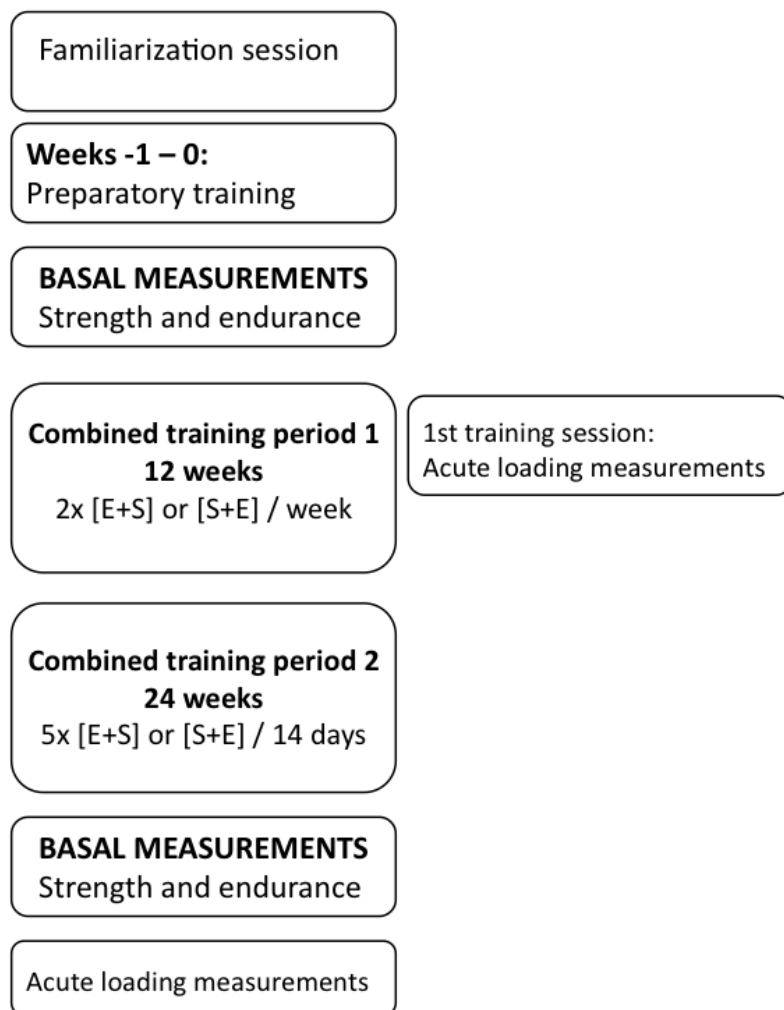 Familiarization session
Weeks -1 – 0:
Preparatory training
BASAL MEASUREMENTS
Strength and endurance
Combined training period 1
12 weeks
2x [E+S] or [S+E] / week
1st training session:
Acute loading measurements
Combined training period 2
24 weeks
5x [E+S] or [S+E] / 14 days
BASAL MEASUREMENTS
Strength and endurance
Acute loading measurements